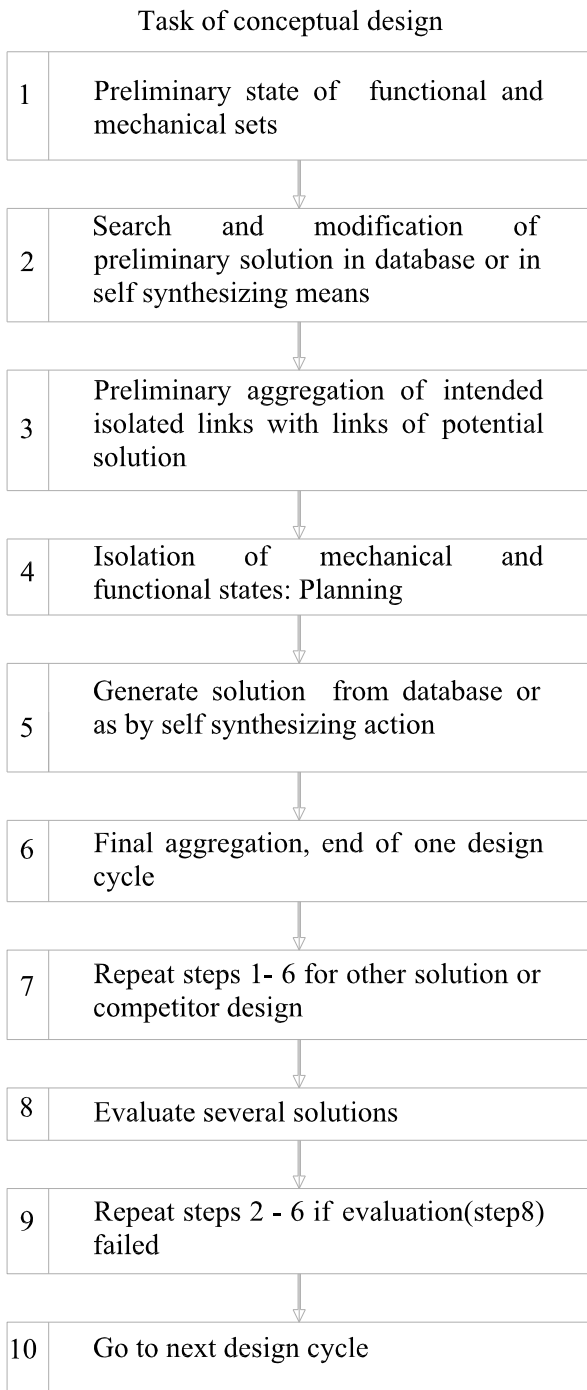 Task of conceptual design
1
Preliminary state of functional and
mechanical sets
2
Search and modification of
preliminary solution in database or in
self synthesizing means
3
Preliminary aggregation of intended
isolated links with links of potential
solution
4
Isolation of mechanical and
functional states: Planning
5
Generate solution from database or
as by self synthesizing action
6
Final aggregation, end of one design
cycle
7
Repeat steps 1- 6 for other solution or
competitor design
8
Evaluate several solutions
9
Repeat steps 2 - 6 if evaluation(step8)
failed
10
Go to next design cycle